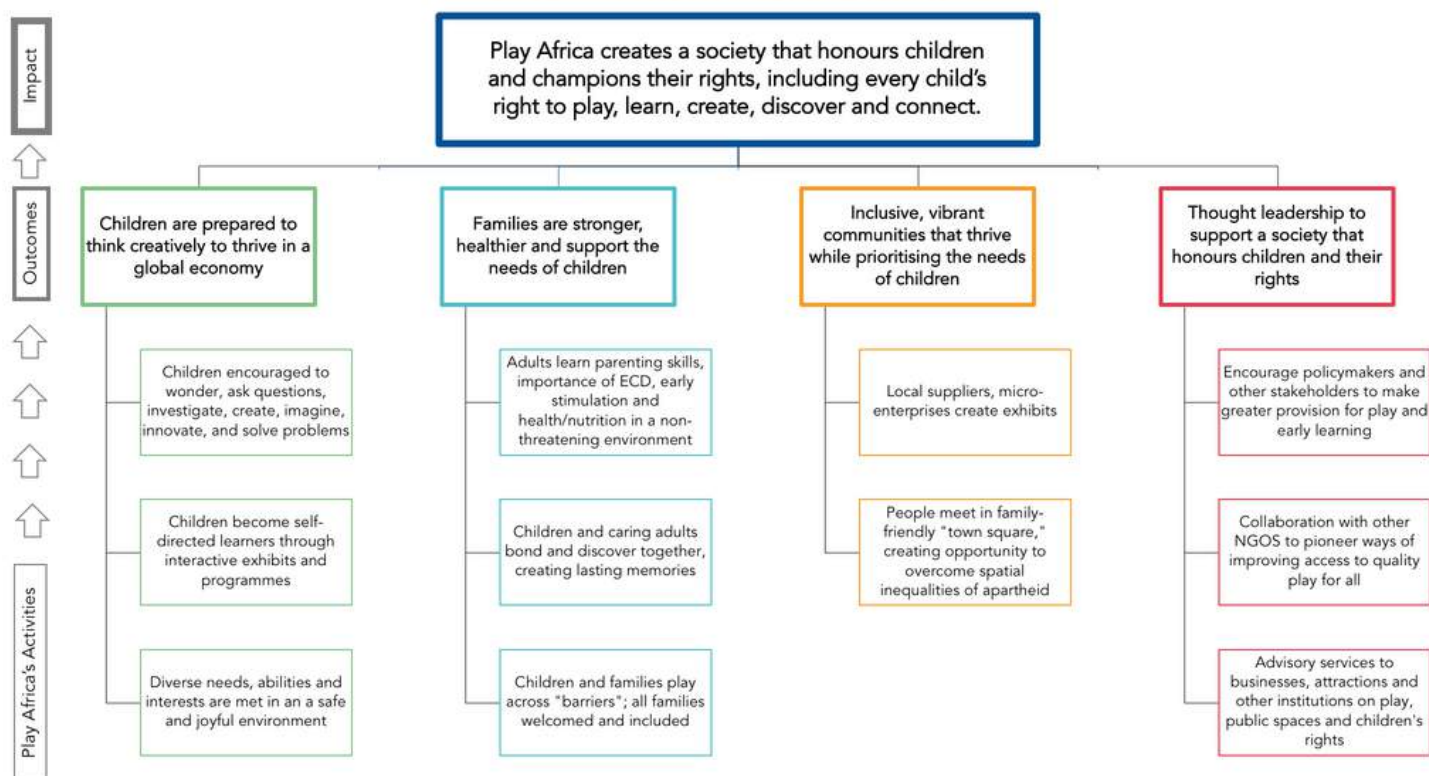 Impact
Play Africa creates a society that honours children
and champions their rights, including every child's
right to play, learn, create, discover and connect.
Outcomes
Children are prepared to
think creatively to thrive in a
global economy
Families are stronger,
healthier and support the
needs of children
Inclusive, vibrant
communities that thrive
while prioritising the needs
of children
Thought leadership to
support a society that
honours children and their
rights
Play Africa's Activities
Children encouraged to
wonder, ask questions,
investigate, create, imagine,
innovate, and solve problems
Children become self-
directed learners through
interactive exhibits and
programmes
Diverse needs, abilities and
interests are met in an a safe
and joyful environment
Adults learn parenting skills,
importance of ECD, early
stimulation and
health/nutrition in a non-
threatening environment
Children and caring adults
bond and discover together,
creating lasting memories
Children and families play
across "barriers"; all families
welcomed and included
Local suppliers, micro-
enterprises create exhibits
People meet in family-
friendly "town square,"
creating opportunity to
overcome spatial
inequalities of apartheid
Encourage policymakers and
other stakeholders to make
greater provision for play and
early learning
Collaboration with other
NGOS to pioneer ways of
improving access to quality
play for all
Advisory services to
businesses, attractions and
other institutions on play,
public spaces and children's
rights